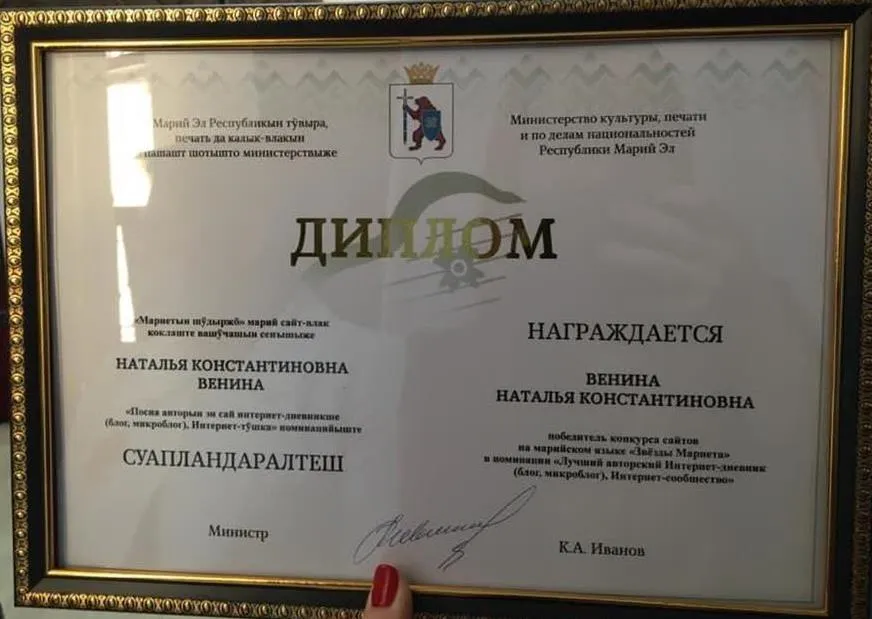 Марий Эл Республикын тӱвыра,
печать да калык-влакын
пашашт шотышто министерствыже
Министерство культуры, печати
и по делам национальностей
Республики Марий Эл
ДИПЛОМ
«Мариетын шӱдыржӧ» марий сайт-влак
коклаште вашӱчашын сеҥышыже
НАТАЛЬЯ КОНСТАНТИНОВНА
ВЕНИНА
«Посна авторын эн сай интернет-дневникше
(блог, микроблог), Интернет-тӱшка» номинацийыште
СУАПЛАНДАРАЛТЕШ
НАГРАЖДАЕТСЯ
ВЕНИНА
НАТАЛЬЯ КОНСТАНТИНОВНА
победитель конкурса сайтов
на марийском языке «Звёзды Мариета»
в номинации «Лучший авторский Интернет-дневник
(блог, микроблог), Интернет-сообщество»
Министр
К.А. Иванов